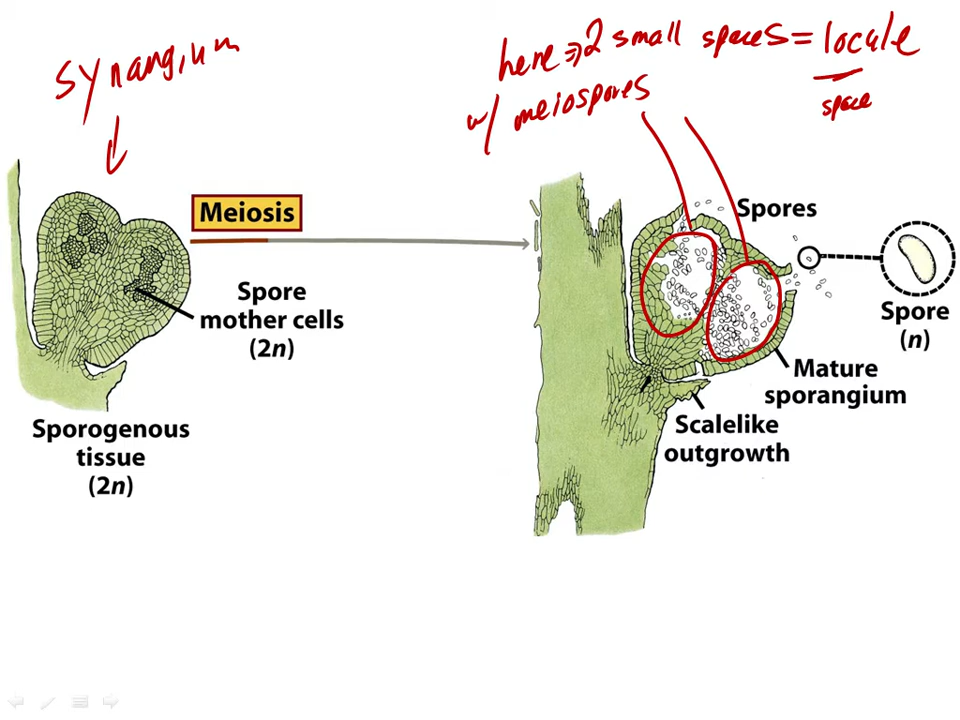 synangium
here ⇒ 2 small spaces = locale
space
w/ meiospores
Meiosis
Spores
Spore
mother cells
(2n)
Spore
(n)
Mature
sporangium
Sporogenous
tissue
(2n)
Scalelike
outgrowth